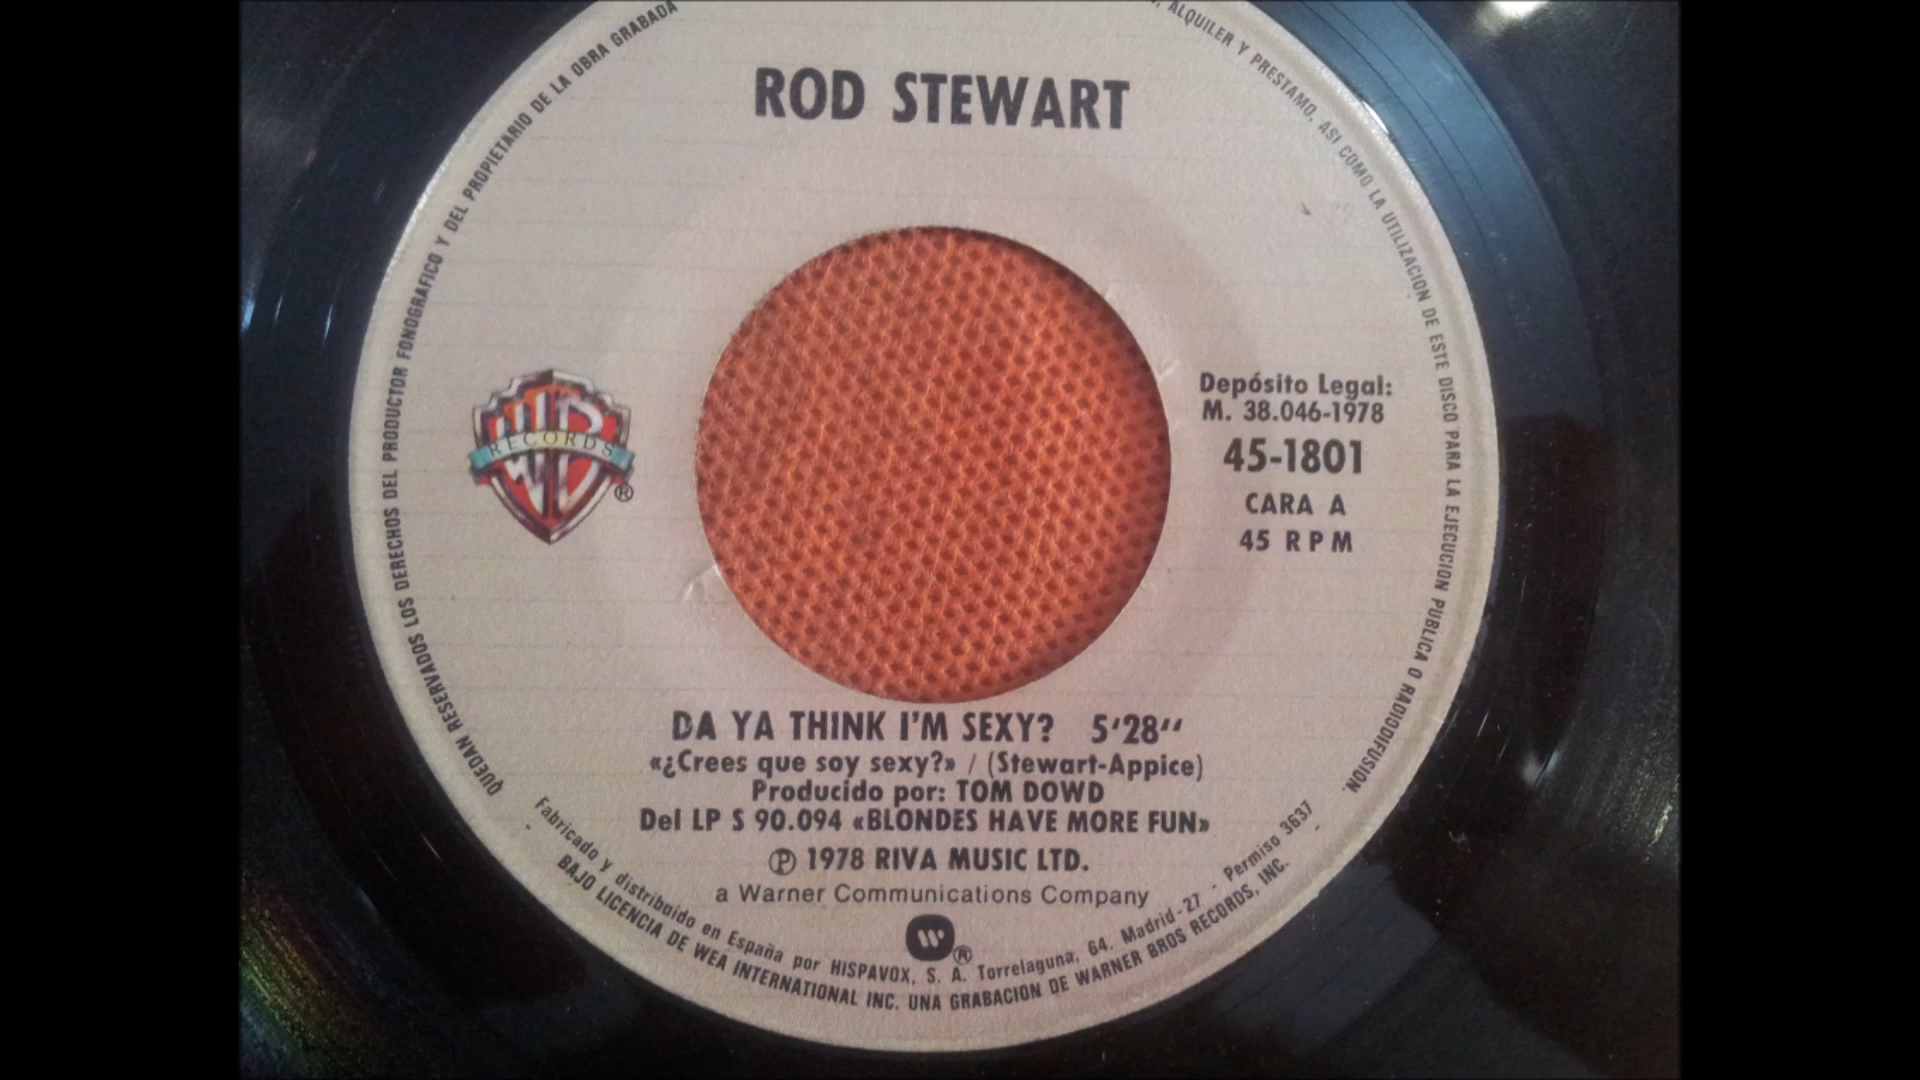 ROD STEWART
QUEDAN RESERVADOS LOS DERECHOS DEL PRODUCTOR FONOGRAFICO Y DEL PROPIETARIO DE LA OBRA GRABADA
ALQUILER Y PRESTAMO, ASI COMO LA UTILIZACION DE ESTE DISCO PARA LA EJECUCION PUBLICA O RADIODIFUSION.
WB
RECORDS
®
Depósito Legal:
M. 38.046-1978
45-1801
CARA A
45 RPM
DA YA THINK I'M SEXY? 5'28''
«¿Crees que soy sexy?» / (Stewart-Appice)
Producido por: TOM DOWD
Del LP S 90.094 «BLONDES HAVE MORE FUN»
Ⓟ 1978 RIVA MUSIC LTD.
a Warner Communications Company
W®
Fabricado y distribuido en España por HISPAVOX, S. A. Torrelaguna, 64. Madrid-27 - Permiso 3637
BAJO LICENCIA DE WEA INTERNATIONAL INC. UNA GRABACION DE WARNER BROS RECORDS, INC.